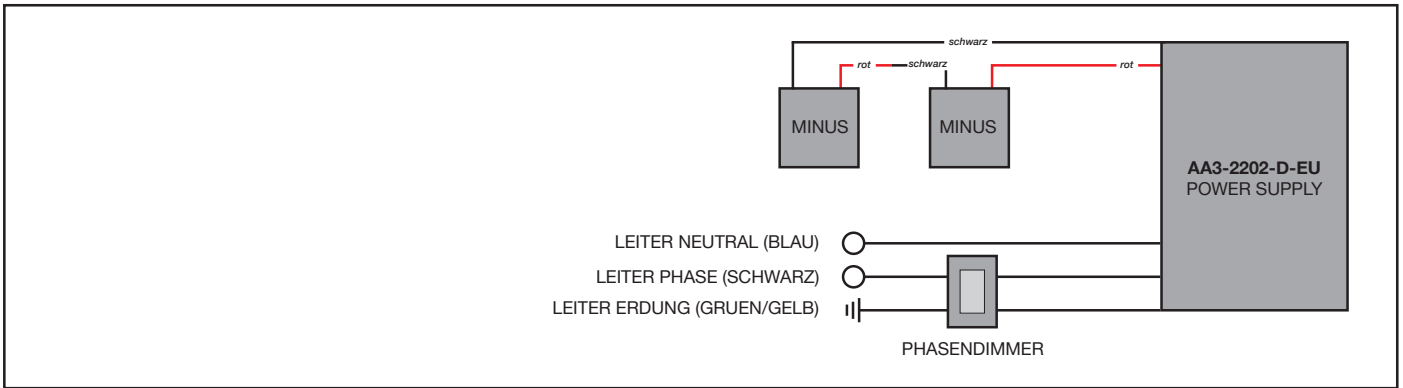 schwarz
rot
schwarz
rot
MINUS
MINUS
AA3-2202-D-EU
POWER SUPPLY
LEITER NEUTRAL (BLAU)
LEITER PHASE (SCHWARZ)
LEITER ERDUNG (GRUEN/GELB)
PHASENDIMMER